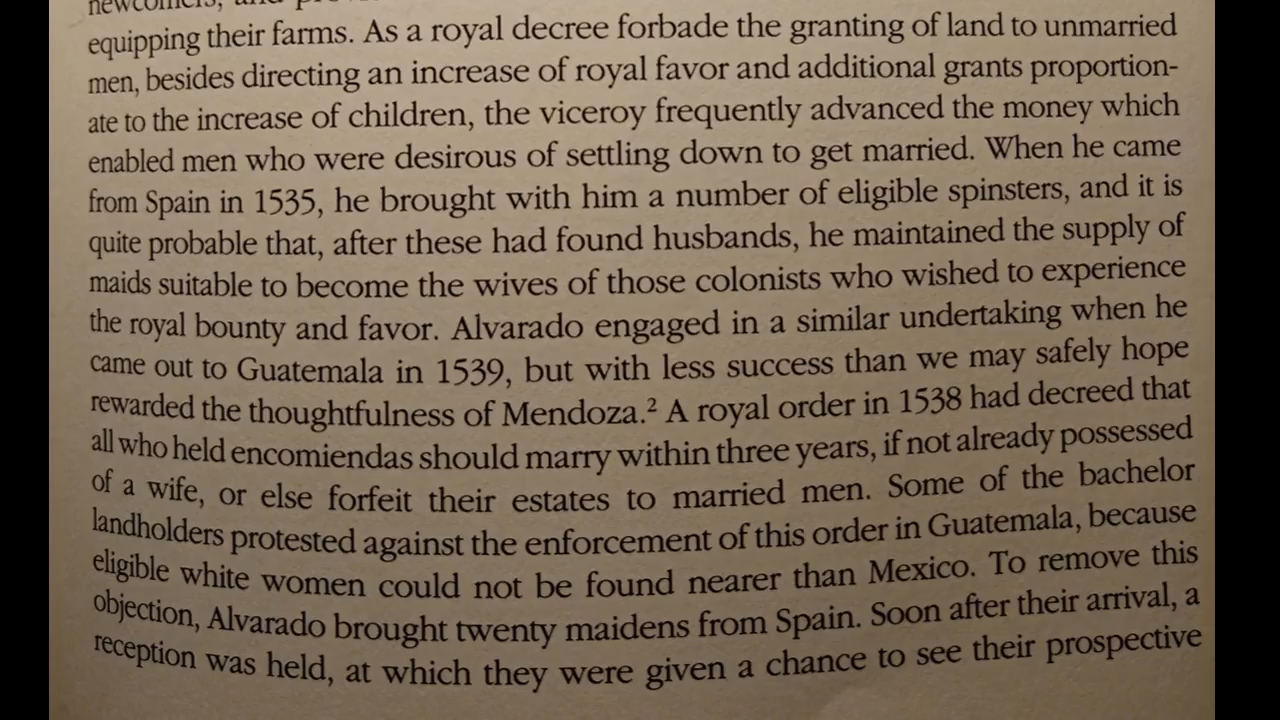 newcomers, and
equipping their farms. As a royal decree forbade the granting of land to unmarried
men, besides directing an increase of royal favor and additional grants proportion-
ate to the increase of children, the viceroy frequently advanced the money which
enabled men who were desirous of settling down to get married. When he came
from Spain in 1535, he brought with him a number of eligible spinsters, and it is
quite probable that, after these had found husbands, he maintained the supply of
maids suitable to become the wives of those colonists who wished to experience
the royal bounty and favor. Alvarado engaged in a similar undertaking when he
came out to Guatemala in 1539, but with less success than we may safely hope
rewarded the thoughtfulness of Mendoza.² A royal order in 1538 had decreed that
all who held encomiendas should marry within three years, if not already possessed
of a wife, or else forfeit their estates to married men. Some of the bachelor
landholders protested against the enforcement of this order in Guatemala, because
eligible white women could not be found nearer than Mexico. To remove this
objection, Alvarado brought twenty maidens from Spain. Soon after their arrival, a
reception was held, at which they were given a chance to see their prospective